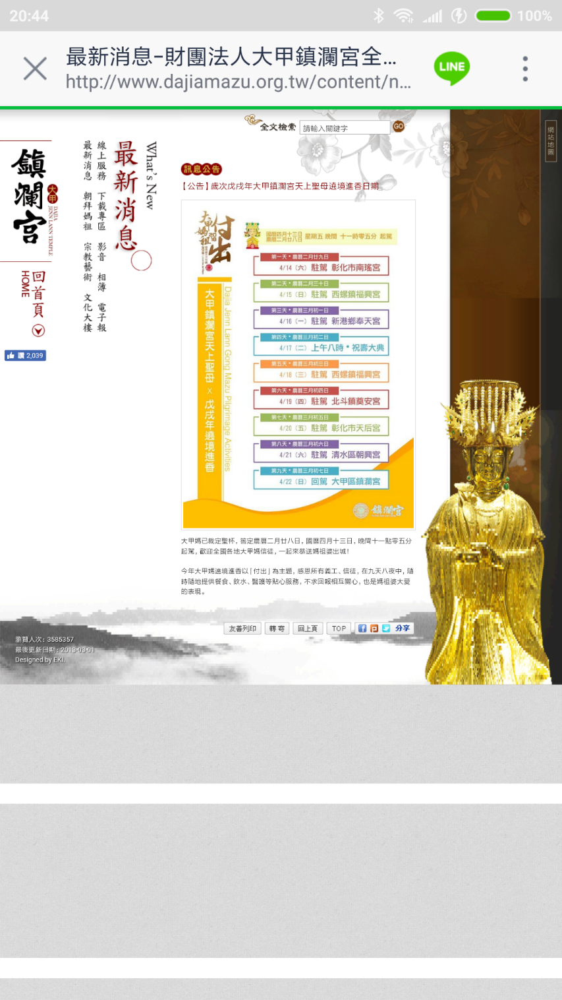 20:44
100%
最新消息-財團法人大甲鎮瀾宮全...
http://www.dajiamazu.org.tw/content/n...
LINE
全文檢索
請輸入關鍵字
GO
網站地圖
鎮瀾宮
大甲
DAJIA
JENN LANN TEMPLE
回首頁
HOME
讚 2,039
What's New
最新消息
線上服務 下載專區 影音 相簿 電子報
最新消息 朝拜媽祖 宗教藝術 文化大樓
訊息公告
【公告】歲次戊戌年大甲鎮瀾宮天上聖母遶境進香日期
大甲媽祖
2018
付出
國曆四月十三日
農曆二月廿八日
星期五 晚間 十一時零五分 起駕
第一天•農曆二月廿九日
4/14（六）駐駕 彰化市南瑤宮
第二天•農曆二月三十日
4/15（日）駐駕 西螺鎮福興宮
第三天•農曆三月初一日
4/16（一）駐駕 新港鄉奉天宮
第四天•農曆三月初二日
4/17（二）上午八時•祝壽大典
第五天•農曆三月初三日
4/18（三）駐駕 西螺鎮福興宮
第六天•農曆三月初四日
4/19（四）駐駕 北斗鎮奠安宮
第七天•農曆三月初五日
4/20（五）駐駕 彰化市天后宮
第八天•農曆三月初六日
4/21（六）駐駕 清水區朝興宮
第九天•農曆三月初七日
4/22（日）回駕 大甲區鎮瀾宮
大甲鎮瀾宮天上聖母 X 戊戌年遶境進香
Dajia Jenn Lann Gong Mazu Pilgrimage Activities
鎮瀾宮
大甲媽已裁定聖杯，筶定農曆二月廿八日，國曆四月十三日，晚間十一點零五分
起駕，歡迎全國各地大甲媽信徒，一起來恭送媽祖婆出城！
今年大甲媽遶境進香以「付出」為主題，感恩所有義工、信徒，在九天八夜中，隨
時隨地提供餐食、飲水、醫護等貼心服務，不求回報相互關心，也是媽祖婆大愛
的表現。
友善列印
轉寄
回上頁
TOP
分享
瀏覽人次：3585357
最後更新日期：2013-03-01
Designed by EKI.